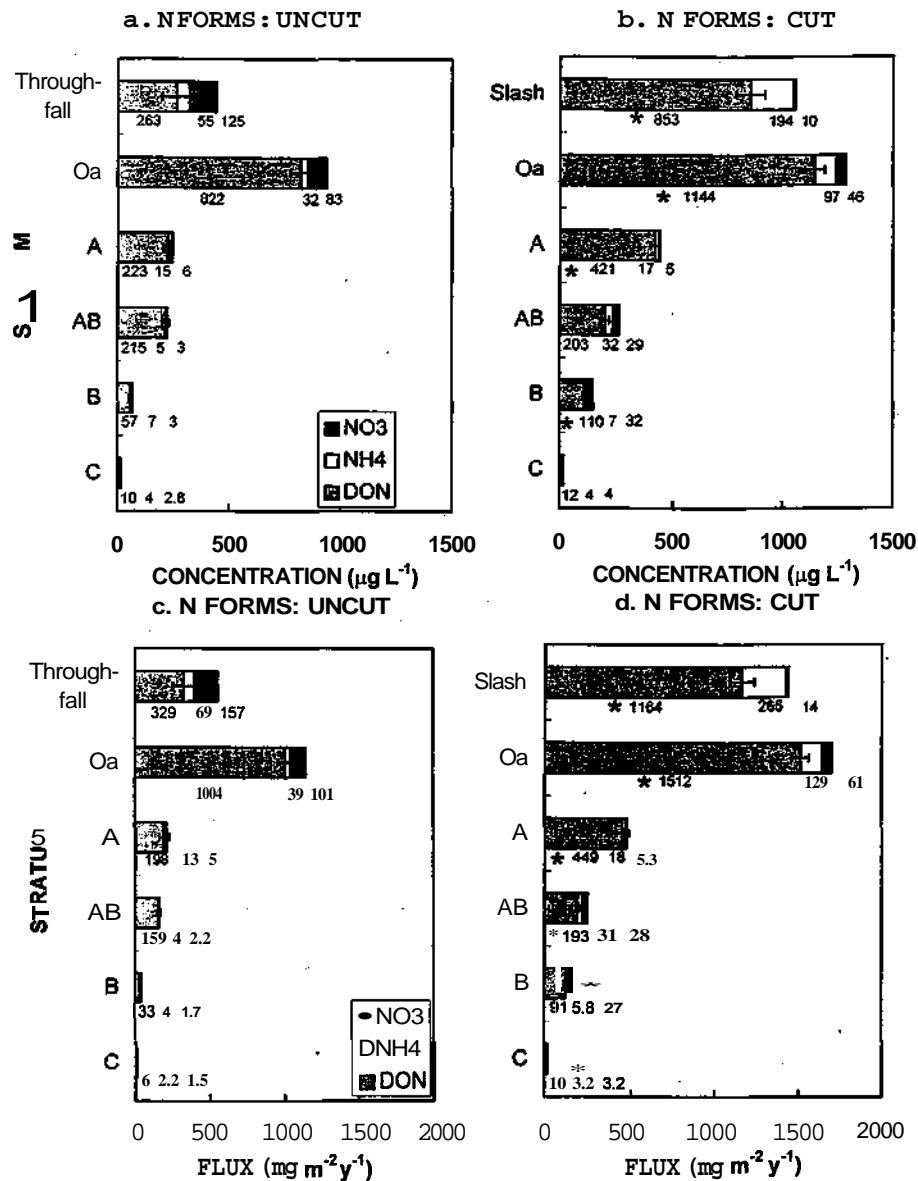 a. N FORMS: UNCUT
Through-
fall
263 55 125
Oa
822 32 83
A
223 15 6
AB
215 5 3
B
57 7 3
C
10 4 2.8
NO3
NH4
DON
0 500 1000 1500
CONCENTRATION (µg L-1)
b. N FORMS: CUT
Slash
* 853 194 10
Oa
* 1144 97 46
A
* 421 17 5
AB
203 32 29
B
* 110 7 32
C
12 4 4
0 500 1000 1500
CONCENTRATION (µg L-1)
M
1
S
c. N FORMS: UNCUT
Through-
fall
329 69 157
Oa
1004 39 101
A
198 13 5
AB
159 4 2.2
B
33 4 1.7
C
6 2.2 1.5
NO3
DNH4
DON
STRATU5
0 500 1000 1500 2000
FLUX (mg m-2 y-1)
d. N FORMS: CUT
Slash
* 1164 265 14
Oa
* 1512 129 61
A
* 449 18 5.3
AB
* 193 31 28
B
91 5.8 27
C
*
10 3.2 3.2
0 500 1000 1500 2000
FLUX (mg m-2 y-1)